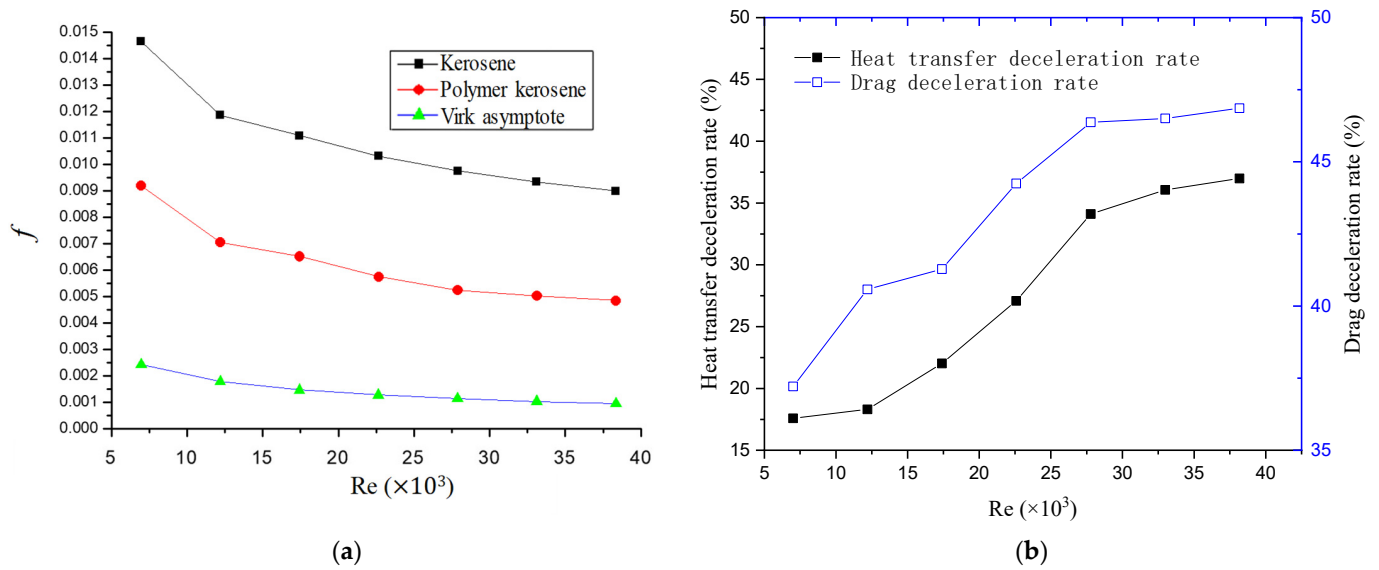 0.015
0.014
0.013
0.012
0.011
0.010
0.009
0.008
0.007
0.006
0.005
0.004
0.003
0.002
0.001
0.000
f
Kerosene
Polymer kerosene
Virk asymptote
5 10 15 20 25 30 35 40
Re (×10³)
(a)
50
45
40
35
30
25
20
15
Heat transfer deceleration rate (%)
Heat transfer deceleration rate
Drag deceleration rate
50
45
40
35
Drag deceleration rate (%)
5 10 15 20 25 30 35 40
Re (×10³)
(b)